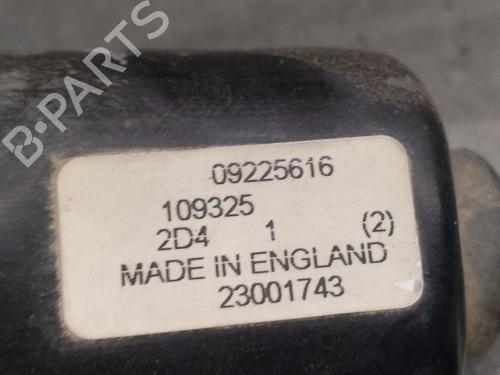 B-PARTS
09225616
109325
2D4 1 (2)
MADE IN ENGLAND
23001743